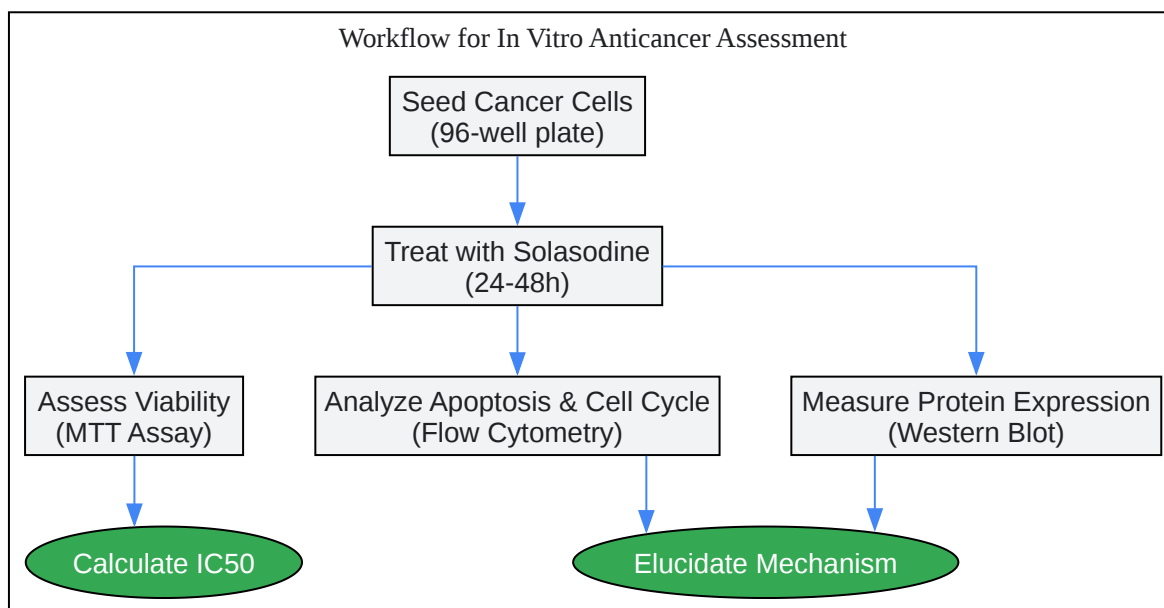 Workflow for In Vitro Anticancer Assessment
Seed Cancer Cells
(96-well plate)
Treat with Solasodine
(24-48h)
Assess Viability
(MTT Assay)
Analyze Apoptosis & Cell Cycle
(Flow Cytometry)
Measure Protein Expression
(Western Blot)
Calculate IC50
Elucidate Mechanism